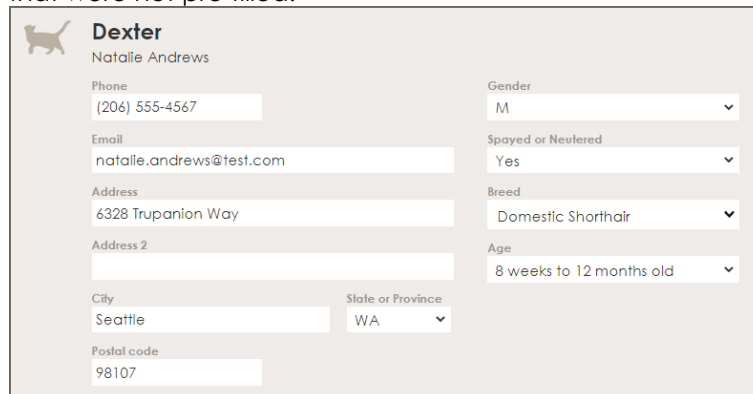 that were not pre-filled.
Dexter
Natalie Andrews
Phone
(206) 555-4567
Email
natalie.andrews@test.com
Address
6328 Trupanion Way
Address 2
City
Seattle
State or Province
WA
Postal code
98107
Gender
M
Spayed or Neutered
Yes
Breed
Domestic Shorthair
Age
8 weeks to 12 months old